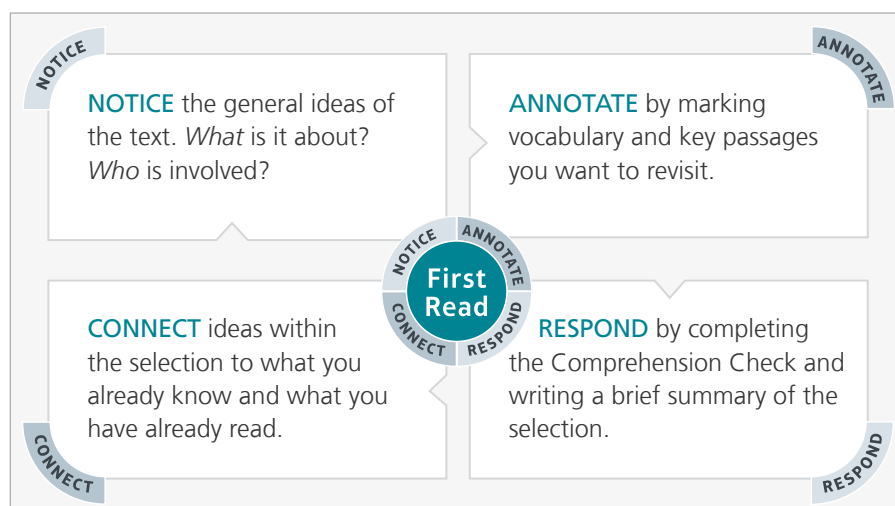 NOTICE
NOTICE the general ideas of
the text. What is it about?
Who is involved?
ANNOTATE
ANNOTATE by marking
vocabulary and key passages
you want to revisit.
NOTICE
ANNOTATE
First
Read
CONNECT
RESPOND
CONNECT ideas within
the selection to what you
already know and what you
have already read.
CONNECT
RESPOND by completing
the Comprehension Check and
writing a brief summary of the
selection.
RESPOND